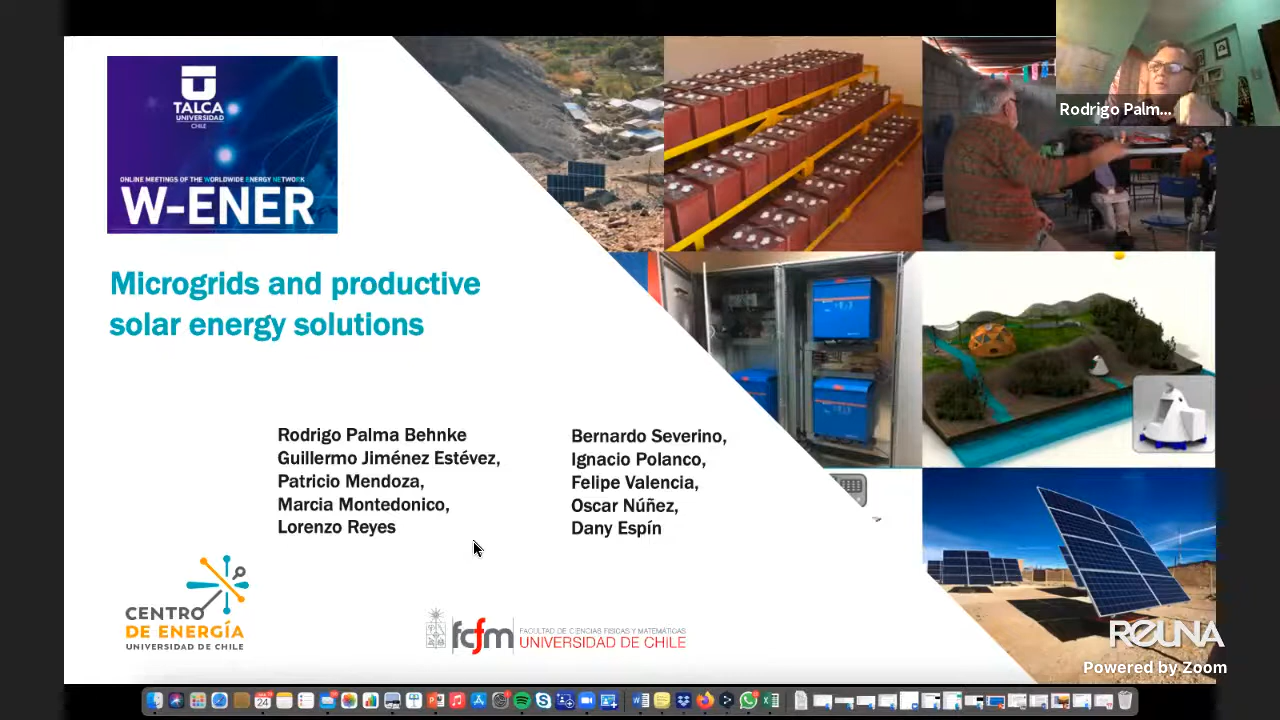 TALCA
UNIVERSIDAD
CHILE
ONLINE MEETINGS OF THE WORLDWIDE ENERGY NETWORK
W-ENER
Rodrigo Palm...
Microgrids and productive
solar energy solutions
Rodrigo Palma Behnke
Guillermo Jiménez Estévez,
Patricio Mendoza,
Marcia Montedonico,
Lorenzo Reyes
Bernardo Severino,
Ignacio Polanco,
Felipe Valencia,
Oscar Núñez,
Dany Espín
CENTRO
DE ENERGÍA
UNIVERSIDAD DE CHILE
fcfm
FACULTAD DE CIENCIAS FÍSICAS Y MATEMÁTICAS
UNIVERSIDAD DE CHILE
REUNA
Powered by Zoom
24